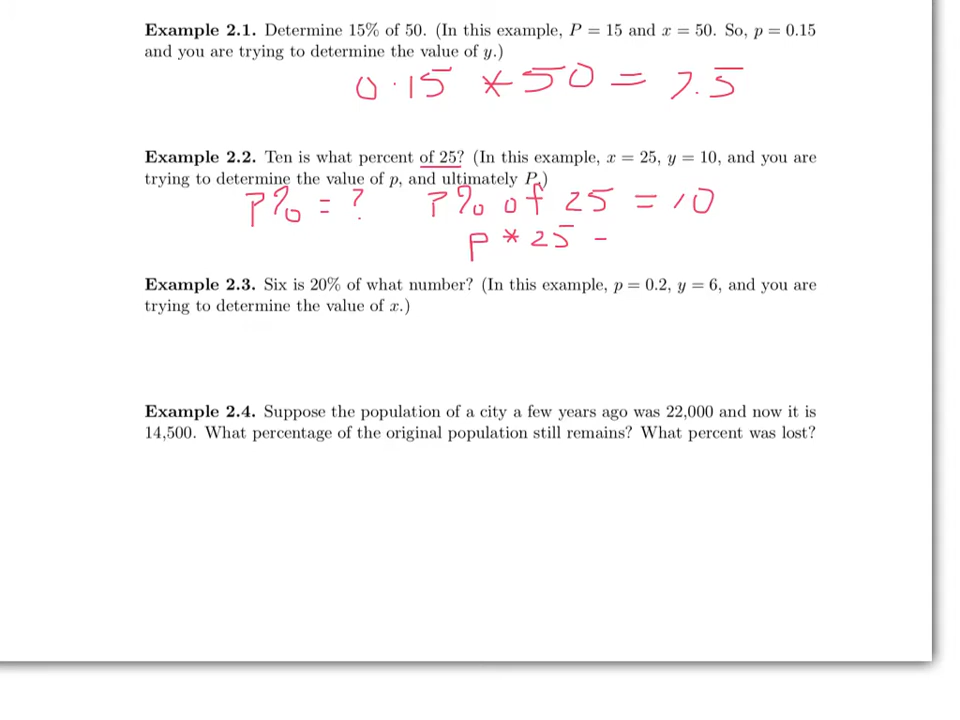 Example 2.1. Determine 15% of 50. (In this example, P = 15 and x = 50. So, p = 0.15
and you are trying to determine the value of y.)
0.15 * 50 = 7.5
Example 2.2. Ten is what percent of 25? (In this example, x = 25, y = 10, and you are
trying to determine the value of p, and ultimately P.)
P% = ? P% of 25 = 10
P * 25 -
Example 2.3. Six is 20% of what number? (In this example, p = 0.2, y = 6, and you are
trying to determine the value of x.)
Example 2.4. Suppose the population of a city a few years ago was 22,000 and now it is
14,500. What percentage of the original population still remains? What percent was lost?